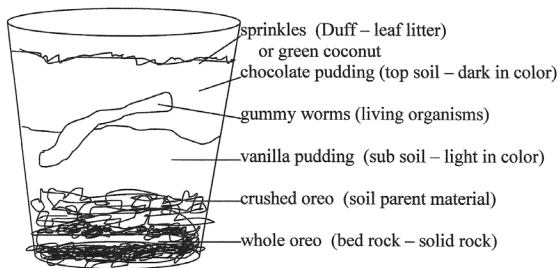 sprinkles (Duff – leaf litter)
or green coconut
chocolate pudding (top soil – dark in color)
gummy worms (living organisms)
vanilla pudding (sub soil – light in color)
crushed oreo (soil parent material)
whole oreo (bed rock – solid rock)